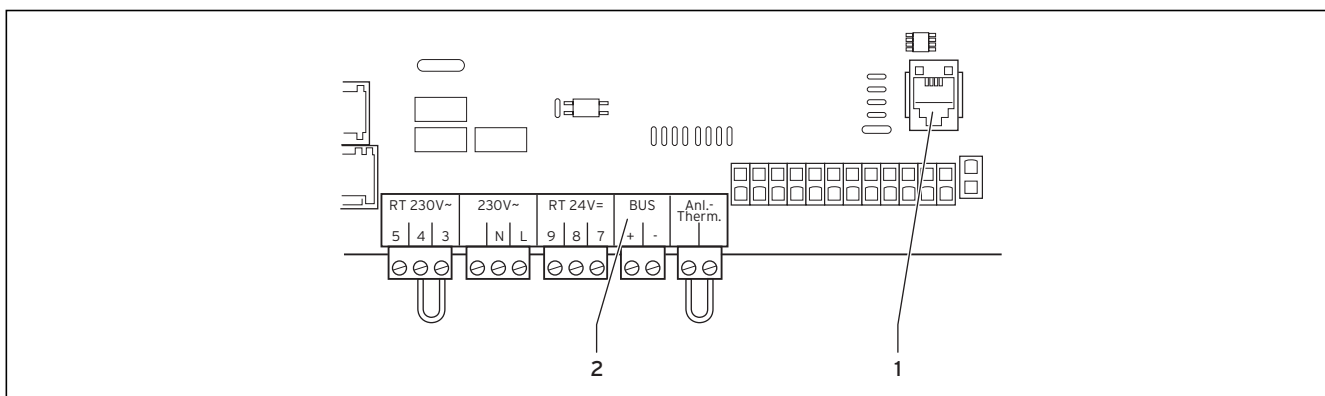 RT 230V~ 230V~ RT 24V= BUS Anl.-
Therm.
5 4 3 N L 9 8 7 + -
2 1